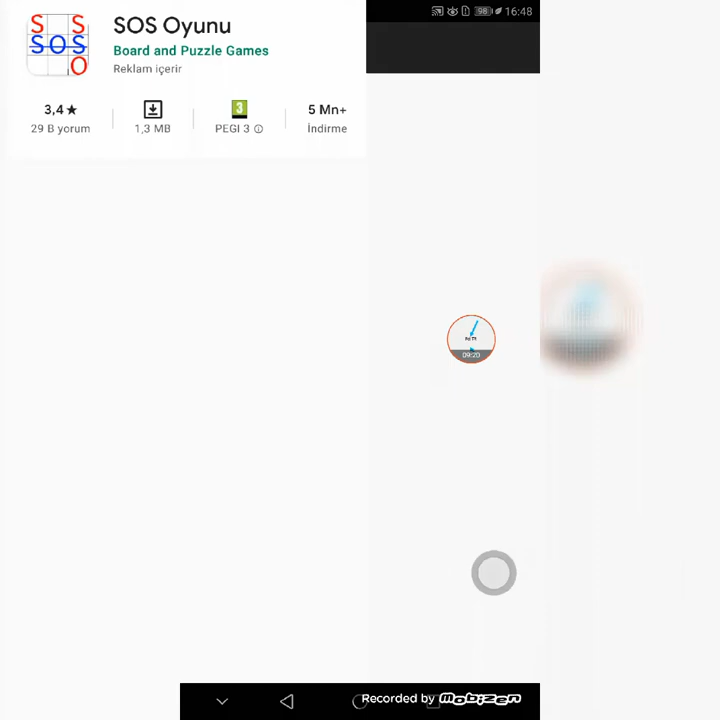 S S
SOS
O
SOS Oyunu
Board and Puzzle Games
Reklam içerir
3,4★
29 B yorum
1,3 MB
3
PEGI 3
5 Mn+
İndirme
98 16:48
09:20
Recorded by mobizen